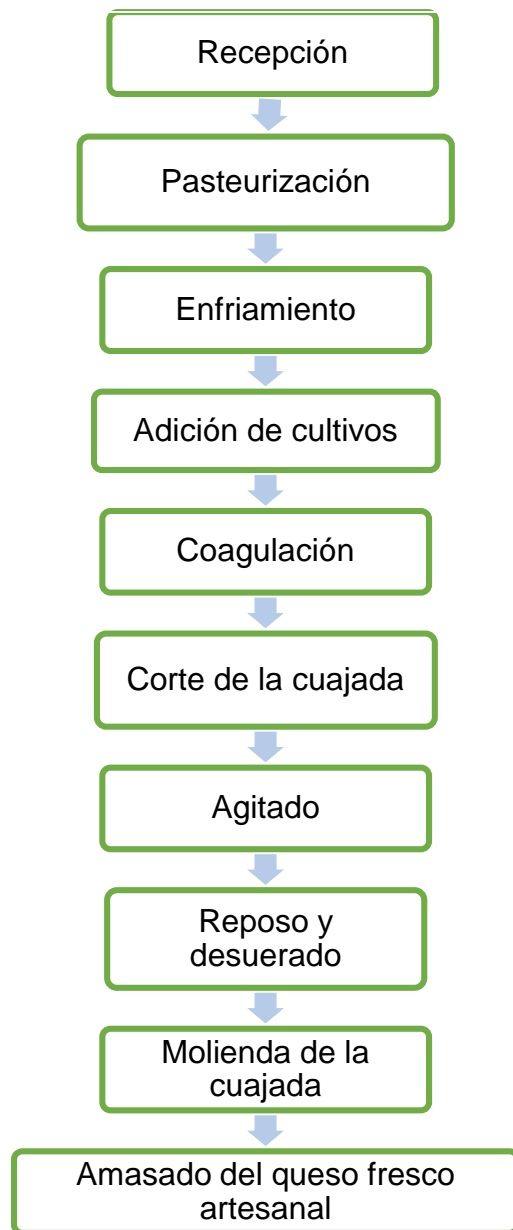 Recepción
Pasteurización
Enfriamiento
Adición de cultivos
Coagulación
Corte de la cuajada
Agitado
Reposo y
desuerado
Molienda de la
cuajada
Amasado del queso fresco
artesanal